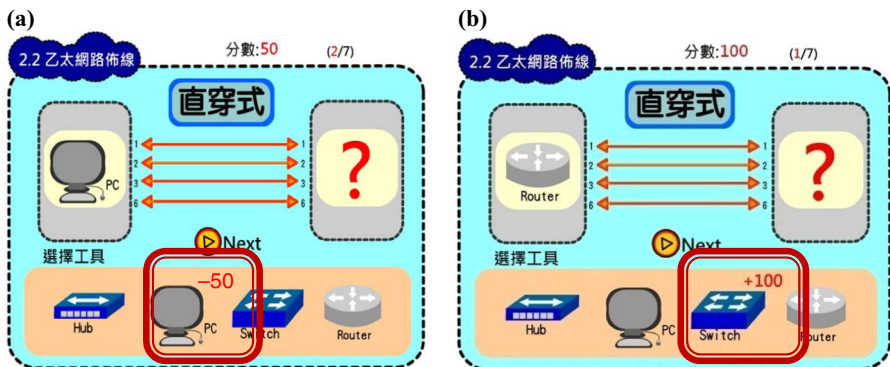 (a)
2.2 乙太網路佈線
分數:50 (2/7)
直穿式
1 1
2 2
PC
3 3
6 6
?
Next
選擇工具
-50
Hub
PC
Switch
Router
(b)
2.2 乙太網路佈線
分數:100 (1/7)
直穿式
1 1
2 2
3 3
Router
6 6
?
Next
選擇工具
+100
Hub
PC
Switch
Router